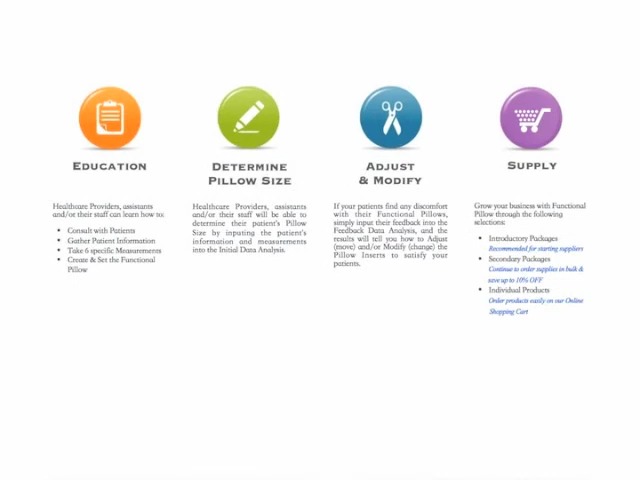 EDUCATION
Healthcare Providers, assistants
and/or their staff can learn how to:
• Consult with Patients
• Gather Patient Information
• Take 6 specific Measurements
• Create & Set the Functional
Pillow
DETERMINE
PILLOW SIZE
Healthcare Providers, assistants
and/or their staff will be able to
determine their patient's Pillow
Size by inputing the patient's
information and measurements
into the Initial Data Analysis.
ADJUST
& MODIFY
If your patients find any discomfort
with their Functional Pillows,
simply input their feedback into the
Feedback Data Analysis, and the
results will tell you how to Adjust
(move) and/or Modify (change) the
Pillow Inserts to satisfy your
patients.
SUPPLY
Grow your business with Functional
Pillow through the following
selections:
• Introductory Packages
Recommended for starting suppliers
• Secondary Packages
Continue to order supplies in bulk &
save up to 10% OFF
• Individual Products
Order products easily on our Online
Shopping Cart